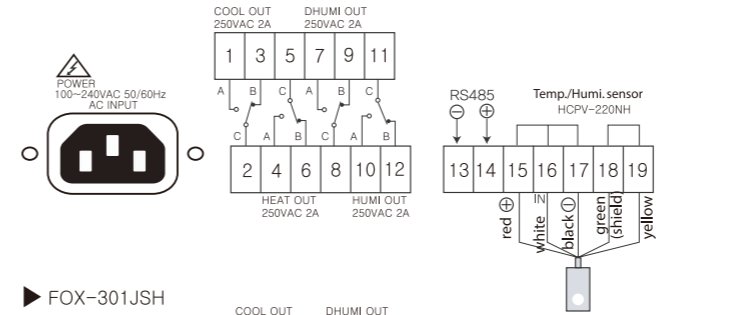 COOL OUT DHUMI OUT
250VAC 2A 250VAC 2A
1 3 5 7 9 11
POWER
100~240VAC 50/60Hz
AC INPUT
A B C A B C
C A B C A B
2 4 6 8 10 12
HEAT OUT HUMI OUT
250VAC 2A 250VAC 2A
RS485 Temp./Humi. sensor
HCPV-220NH
⊖ ⊕
13 14 15 16 17 18 19
IN
red ⊕
white
black ⊖
green
(shield)
yellow
▶ FOX-301JSH
COOL OUT DHUMI OUT